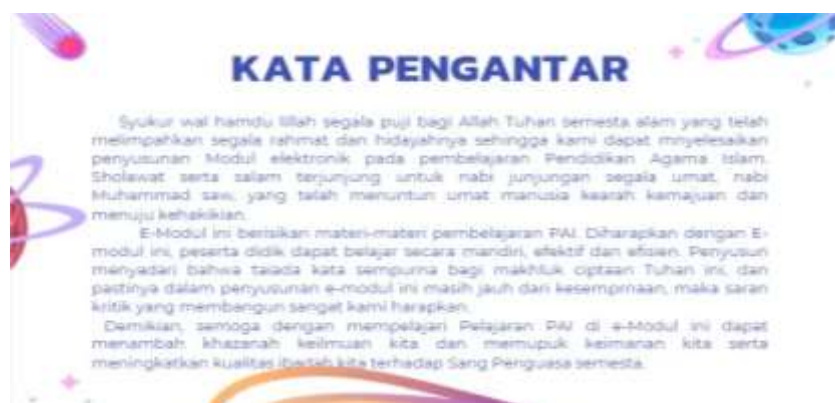 KATA PENGANTAR
Syukur wal hamdu lillah segala puji bagi Allah Tuhan semesta alam yang telah
melimpahkan segala rahmat dan hidayahnya sehingga kami dapat mnyelesaikan
penyusunan Modul elektronik pada pembelajaran Pendidikan Agama Islam.
Sholawat serta salam terjunjung untuk nabi junjungan segala umat, nabi
Muhammad saw, yang telah menuntun umat manusia kearah kemajuan dan
menuju kehakikian.
E-Modul ini berisikan materi-materi pembelajaran PAI. Diharapkan dengan E-
modul ini, peserta didik dapat belajar secara mandiri, efektif dan efisien. Penyusun
menyadari bahwa taiada kata sempurna bagi makhluk ciptaan Tuhan ini, dan
pastinya dalam penyusunan e-modul ini masih jauh dari kesemprnaan, maka saran
kritik yang membangun sangat kami harapkan.
Demikian, semoga dengan mempelajari Pelajaran PAI di e-Modul ini dapat
menambah khazanah keilmuan kita dan memupuk keimanan kita serta
meningkatkan kualitas ibadah kita terhadap Sang Penguasa semesta.